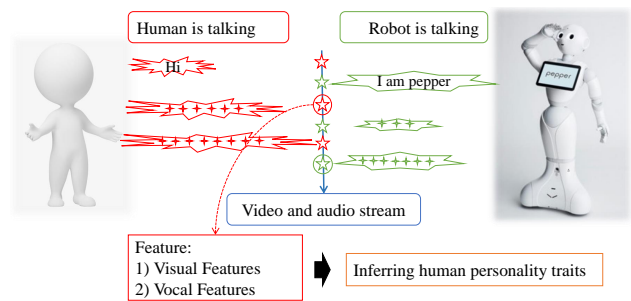 Human is talking
Robot is talking
Hi
I am pepper
pepper
Video and audio stream
Feature:
1) Visual Features
2) Vocal Features
Inferring human personality traits